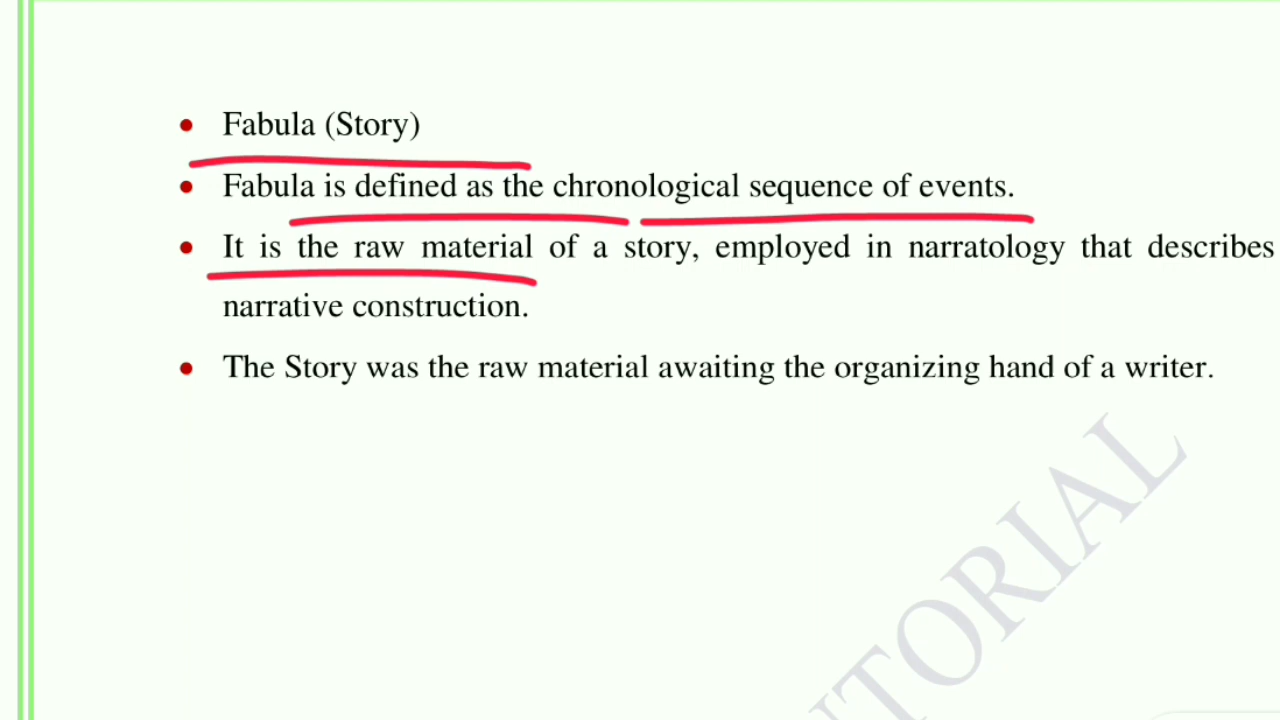 • Fabula (Story)
• Fabula is defined as the chronological sequence of events.
• It is the raw material of a story, employed in narratology that describes
narrative construction.
• The Story was the raw material awaiting the organizing hand of a writer.
TORIAL